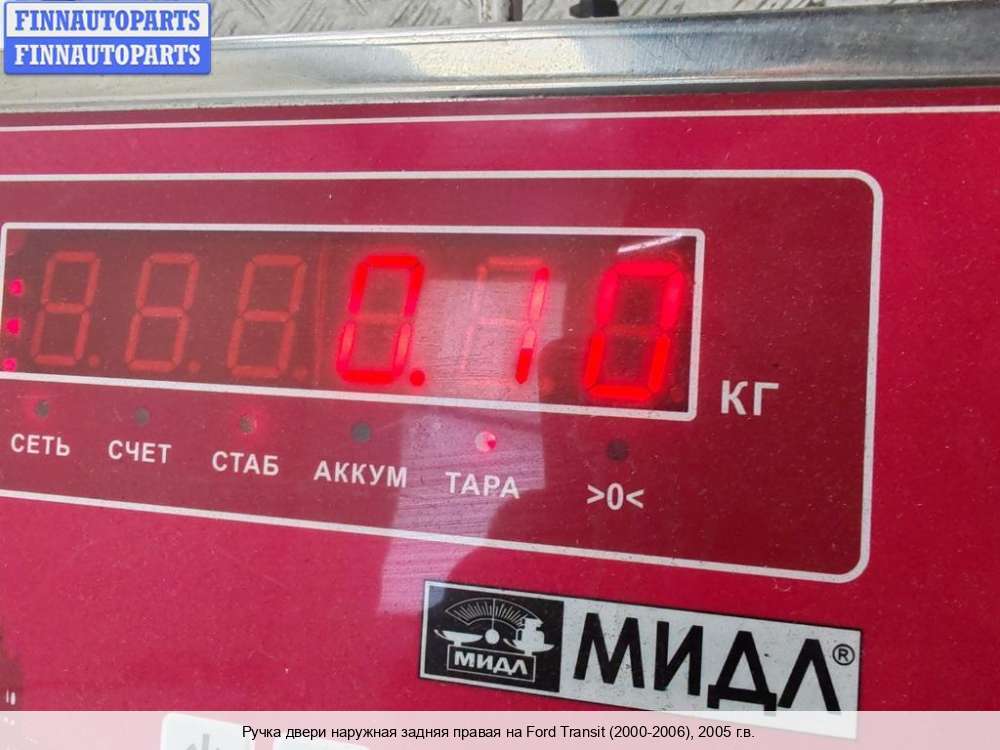 FINNAUTOPARTS
FINNAUTOPARTS
0.10
КГ
СЕТЬ СЧЕТ СТАБ АККУМ ТАРА >0<
МИДЛ МИДЛ®
Ручка двери наружная задняя правая на Ford Transit (2000-2006), 2005 г.в.